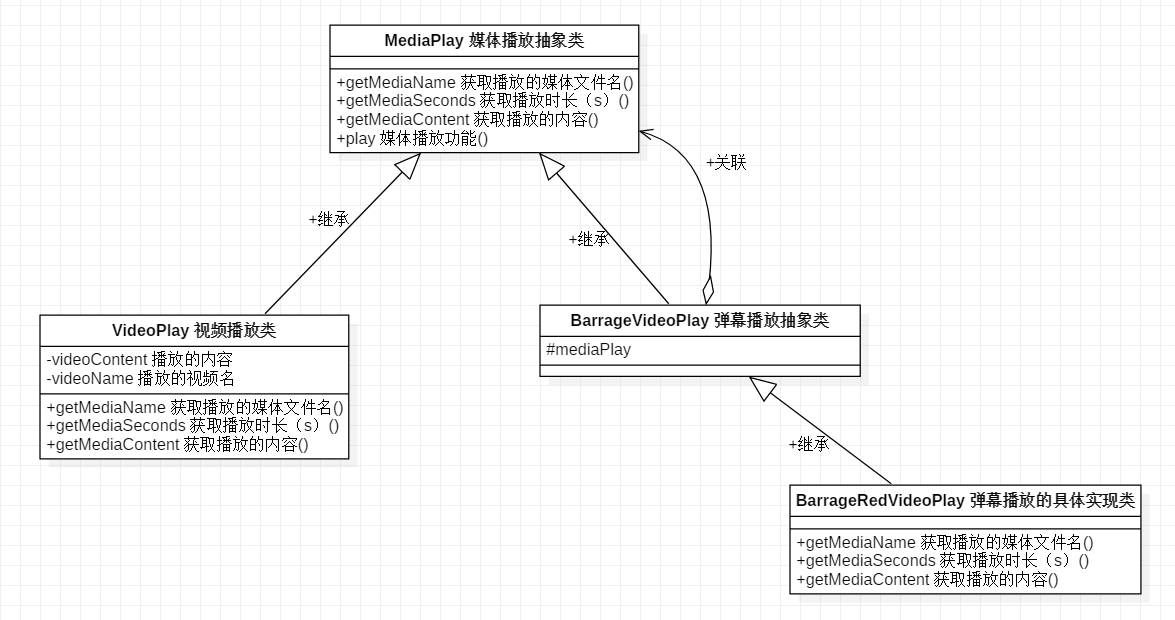 MediaPlay 媒体播放抽象类
+getMediaName 获取播放的媒体文件名()
+getMediaSeconds 获取播放时长（s）()
+getMediaContent 获取播放的内容()
+play 媒体播放功能()
+关联
+继承
+继承
VideoPlay 视频播放类
-videoContent 播放的内容
-videoName 播放的视频名
+getMediaName 获取播放的媒体文件名()
+getMediaSeconds 获取播放时长（s）()
+getMediaContent 获取播放的内容()
BarrageVideoPlay 弹幕播放抽象类
#mediaPlay
+继承
BarrageRedVideoPlay 弹幕播放的具体实现类
+getMediaName 获取播放的媒体文件名()
+getMediaSeconds 获取播放时长（s）()
+getMediaContent 获取播放的内容()